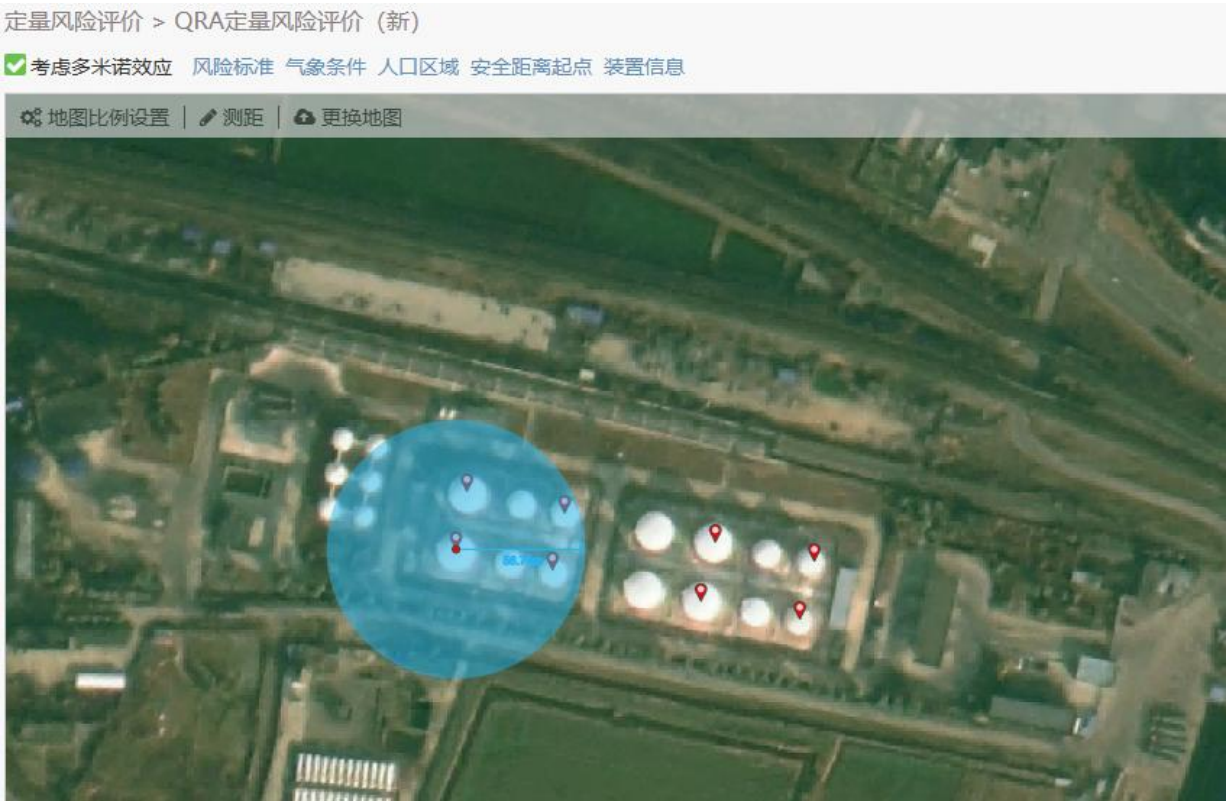 定量风险评价 > QRA定量风险评价（新）
考虑多米诺效应 风险标准 气象条件 人口区域 安全距离起点 装置信息
地图比例设置 | 测距 | 更换地图